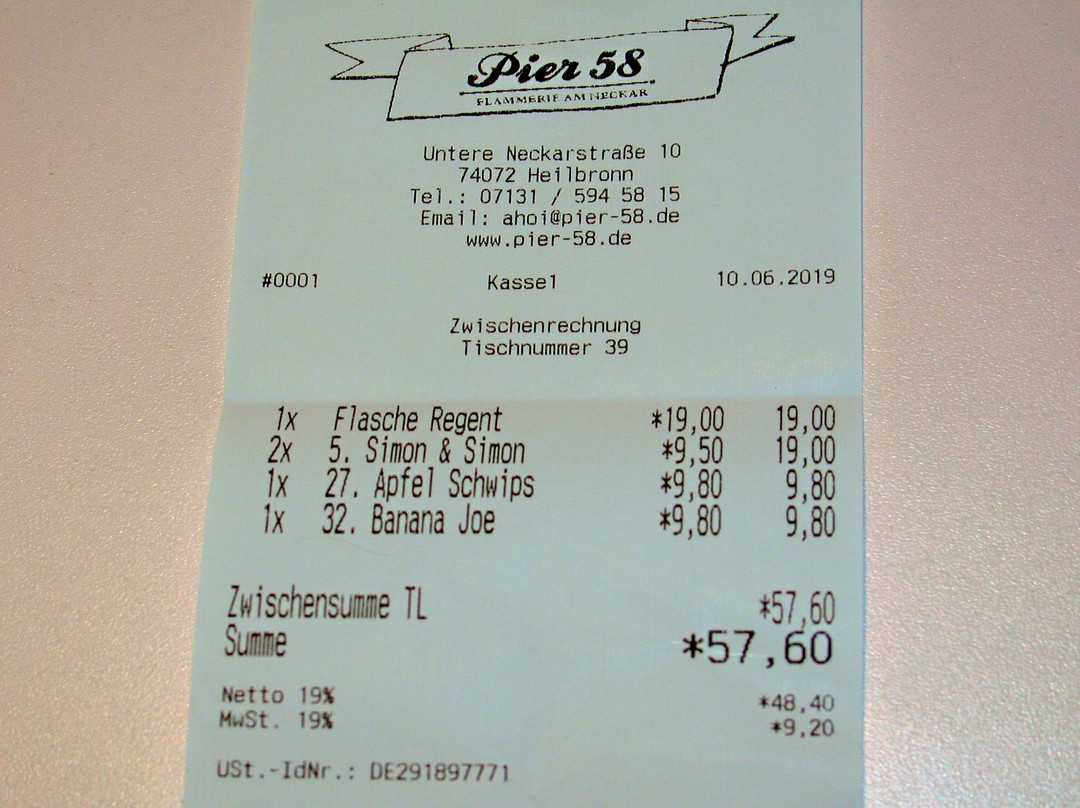 Pier 58
FLAMMERIE AM NECKAR
Untere Neckarstraße 10
74072 Heilbronn
Tel.: 07131 / 594 58 15
Email: ahoi@pier-58.de
www.pier-58.de
#0001 Kasse1 10.06.2019
Zwischenrechnung
Tischnummer 39
1x Flasche Regent *19,00 19,00
2x 5. Simon & Simon *9,50 19,00
1x 27. Apfel Schwips *9,80 9,80
1x 32. Banana Joe *9,80 9,80
Zwischensumme TL *57,60
Summe *57,60
Netto 19% *48,40
MwSt. 19% *9,20
USt.-IdNr.: DE291897771